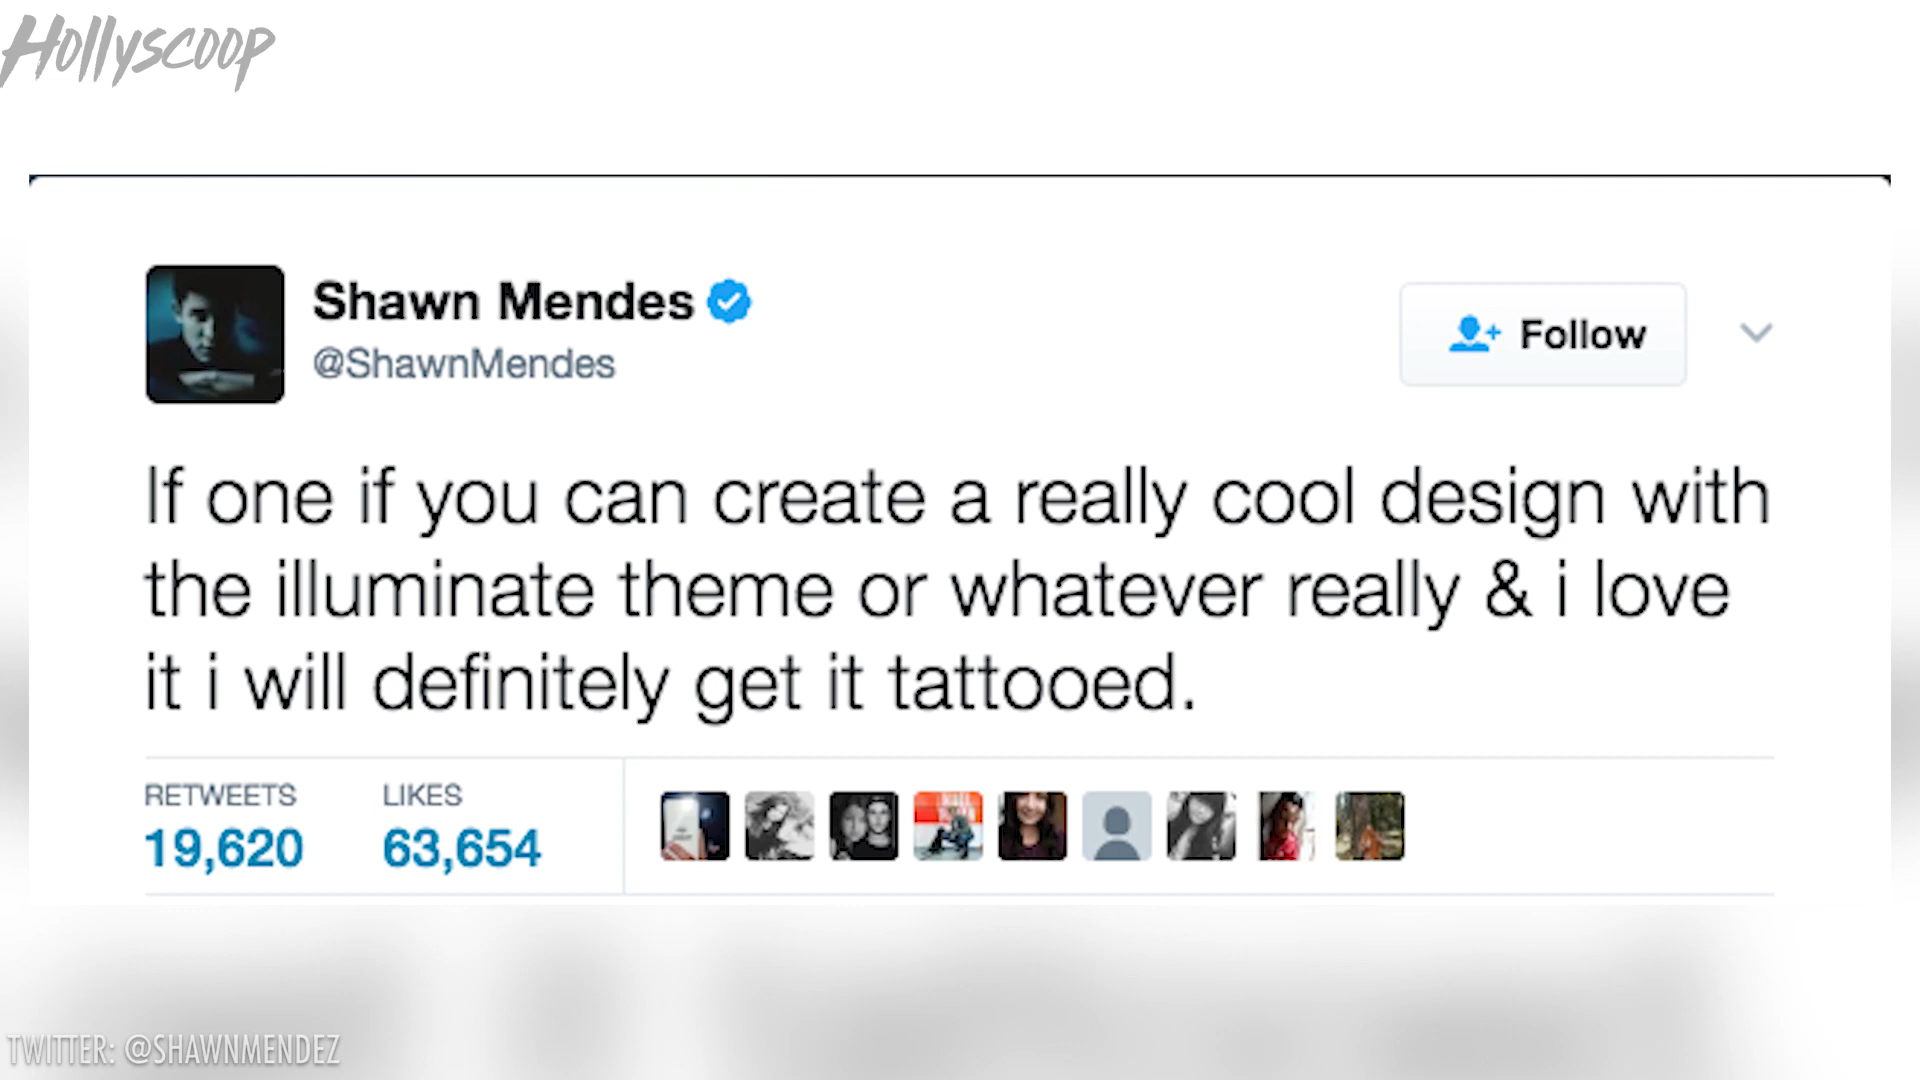 Hollyscoop
Shawn Mendes
@ShawnMendes
Follow
If one if you can create a really cool design with
the illuminate theme or whatever really & i love
it i will definitely get it tattooed.
RETWEETS LIKES
19,620 63,654
TWITTER: @SHAWNMENDEZ